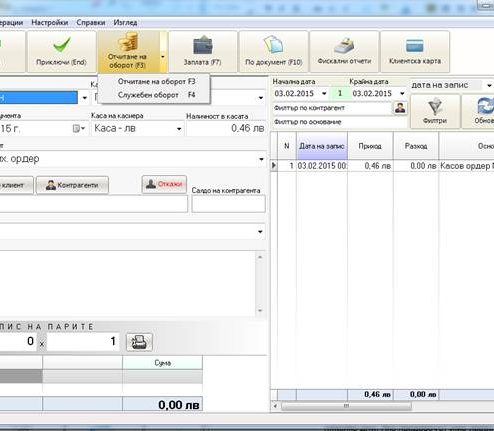 ерации Настройки Справки Изглед
Приключи (End)
Отчитане на оборот (F3)
Заплата (F7)
По документ (F10)
Фискални отчети
Клиентска карта
Отчитане на оборот F3
Служебен оборот F4
Начална дата Крайна дата
03.02.2015 1 03.02.2015
дата на запис
Филтър по контрагент
Филтър по основание
Филтри
Обнов
Каса на касиера Наличност в касата
15 г. Каса - лв 0.46 лв
их. ордер
клиент Контрагенти Откажи
Салдо на контрагента
N Дата на запис Приход Разход Осно
1 03.02.2015 00: 0,46 лв 0,00 лв Касов ордер N
ПИС НА ПАРИТЕ
0 x 1
Сума
0,00 лв
0,46 лв 0,00 лв